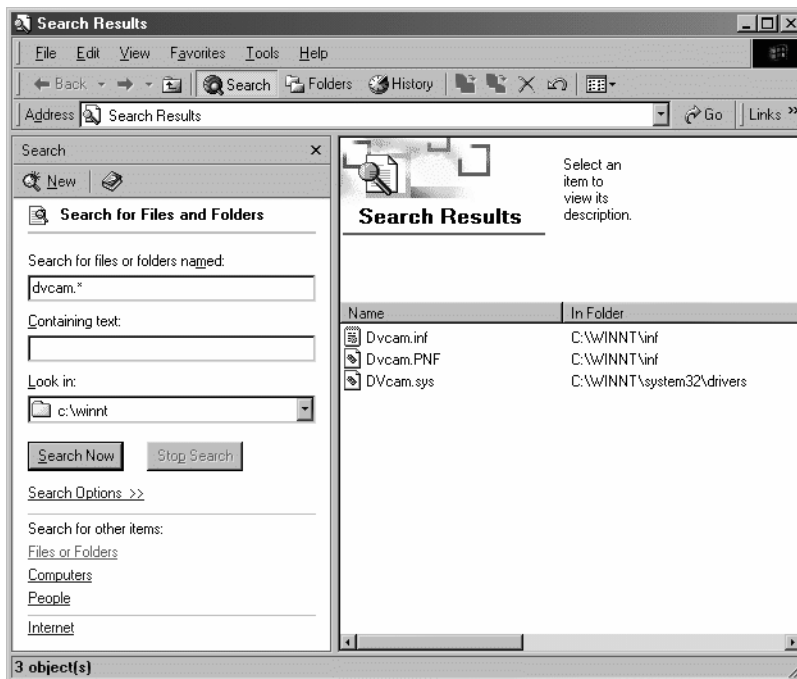 Search Results
File Edit View Favorites Tools Help
Back Search Folders History
Address Search Results Go Links »
Search
New
Search for Files and Folders
Search for files or folders named:
dvcam.*
Containing text:
Look in:
c:\winnt
Search Now Stop Search
Search Options >>
Search for other items:
Files or Folders
Computers
People
Internet
Search Results
Select an
item to
view its
description.
Name In Folder
Dvcam.inf C:\WINNT\inf
Dvcam.PNF C:\WINNT\inf
DVcam.sys C:\WINNT\system32\drivers
3 object(s)